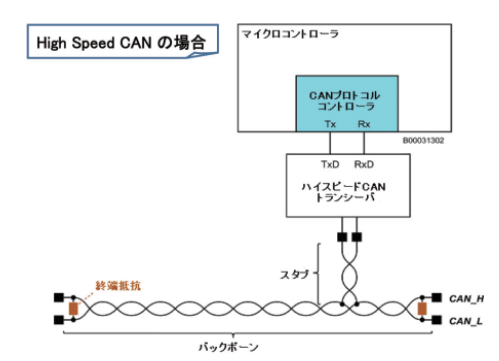 High Speed CAN の場合
マイクロコントローラ
CANプロトコル
コントローラ
Tx Rx
B00031302
TxD RxD
ハイスピードCAN
トランシーバ
スタブ
終端抵抗
CAN_H
CAN_L
バックボーン